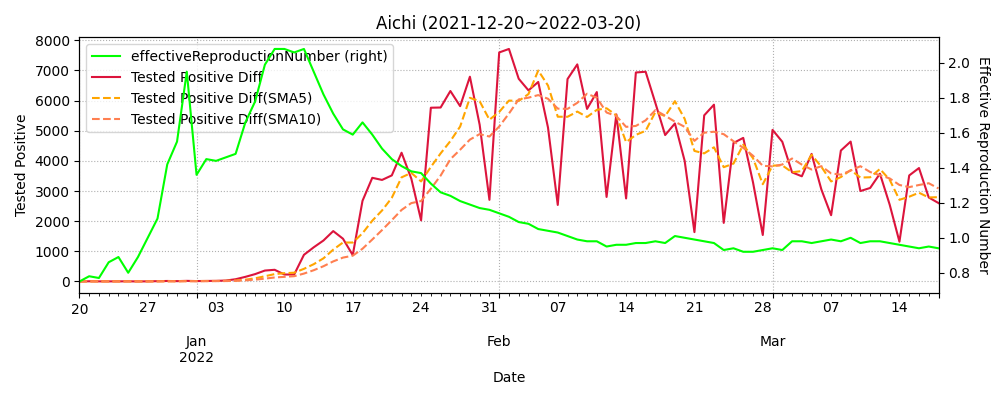 Aichi (2021-12-20~2022-03-20)
effectiveReproductionNumber (right)
Tested Positive Diff
Tested Positive Diff(SMA5)
Tested Positive Diff(SMA10)
Tested Positive
8000
7000
6000
5000
4000
3000
2000
1000
0
Effective Reproduction Number
2.0
1.8
1.6
1.4
1.2
1.0
0.8
20 27 03 10 17 24 31 07 14 21 28 07 14
Jan Feb Mar
2022
Date